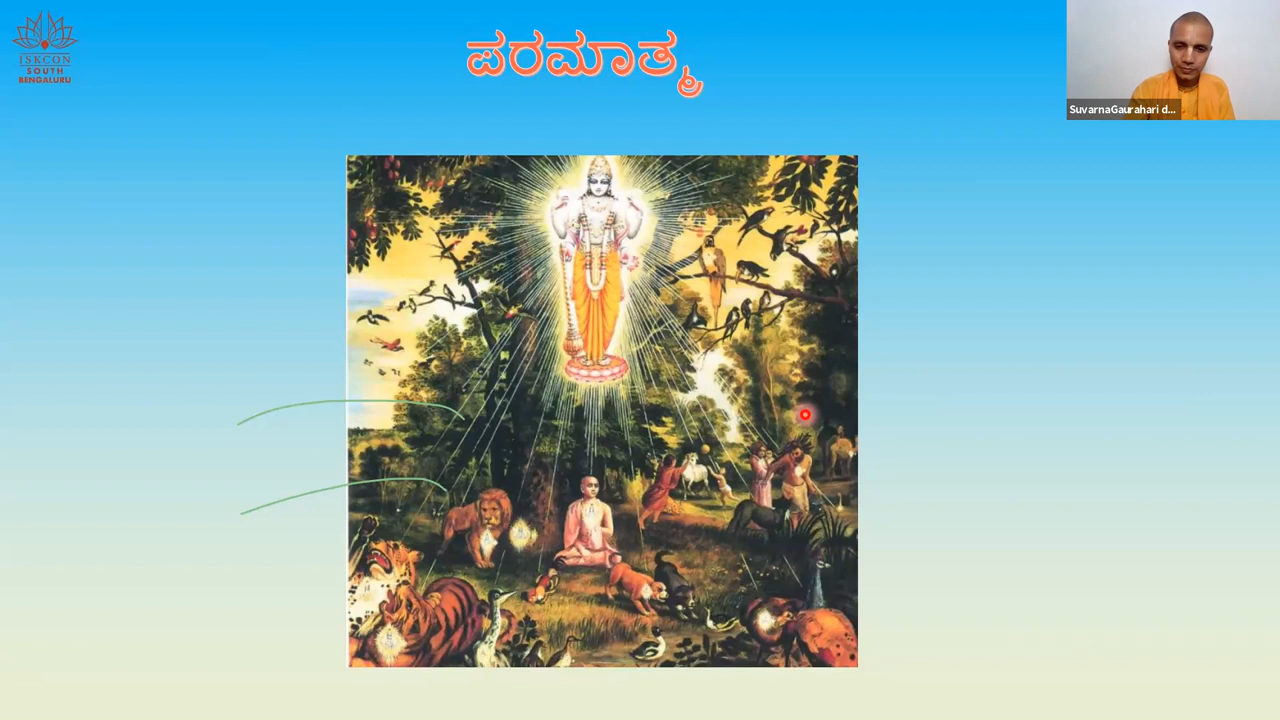 ಪರಮಾತ್ಮ
ISKCON
SOUTH
BENGALURU
SuvarnaGaurahari d...